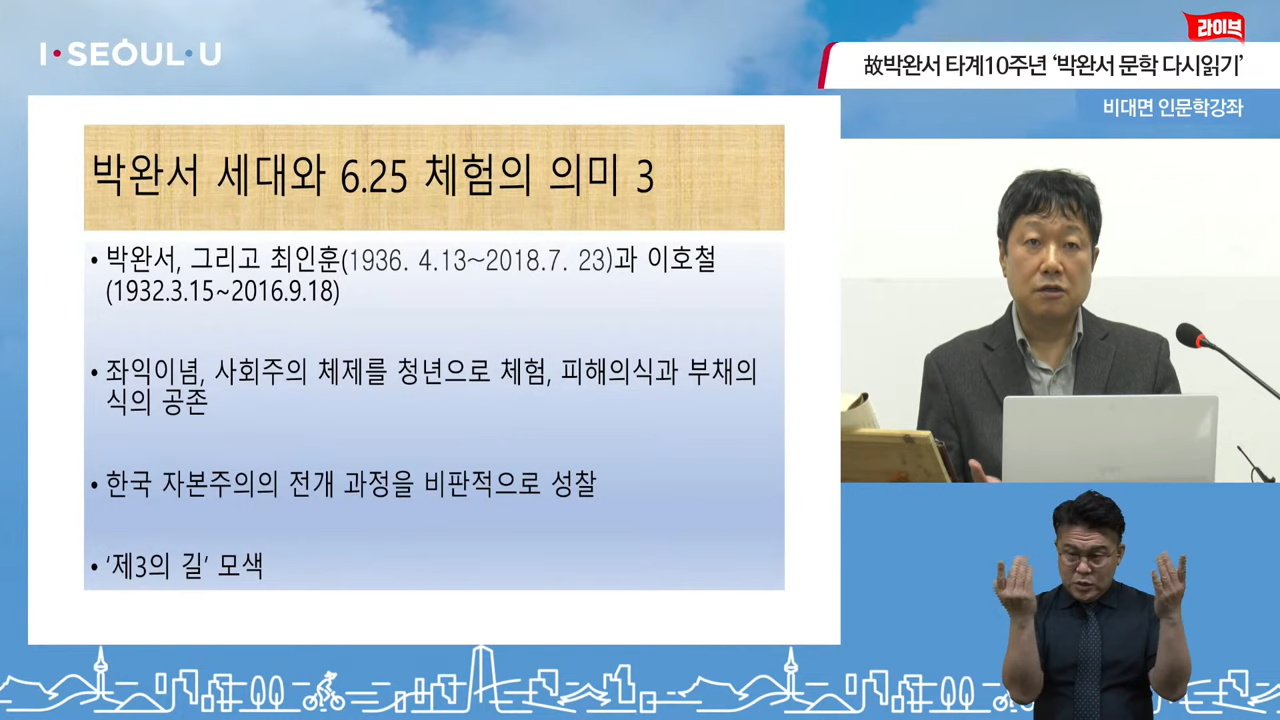 I·SEOUL·U
라이브
故박완서 타계10주년 ‘박완서 문학 다시읽기’
비대면 인문학강좌
박완서 세대와 6.25 체험의 의미 3
• 박완서, 그리고 최인훈(1936. 4.13~2018.7. 23)과 이호철
(1932.3.15~2016.9.18)
• 좌익이념, 사회주의 체제를 청년으로 체험, 피해의식과 부채의
식의 공존
• 한국 자본주의의 전개 과정을 비판적으로 성찰
• ‘제3의 길’ 모색